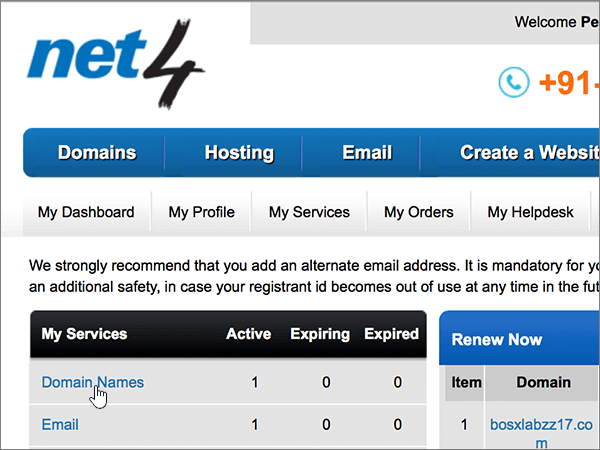 Welcome Pe
net4
+91-
Domains Hosting Email Create a Websit
My Dashboard My Profile My Services My Orders My Helpdesk
We strongly recommend that you add an alternate email address. It is mandatory for yo
an additional safety, in case your registrant id becomes out of use at any time in the fut
My Services Active Expiring Expired
Domain Names 1 0 0
Email 1 0 0
Renew Now
Item Domain
1 bosxlabzz17.co
m